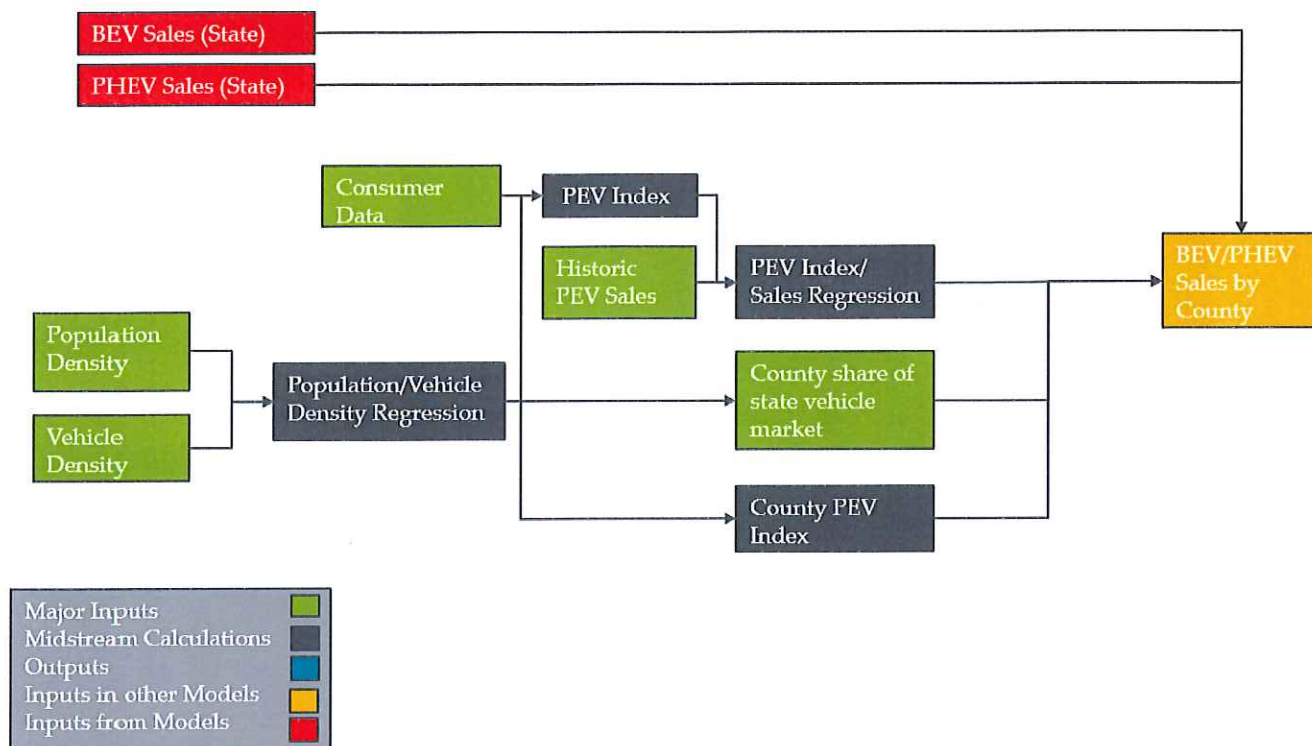 BEV Sales (State)
PHEV Sales (State)
Consumer
Data
PEV Index
Historic
PEV Sales
PEV Index/
Sales Regression
BEV/PHEV
Sales by
County
Population
Density
Vehicle
Density
Population/Vehicle
Density Regression
County share of
state vehicle
market
County PEV
Index
Major Inputs
Midstream Calculations
Outputs
Inputs in other Models
Inputs from Models